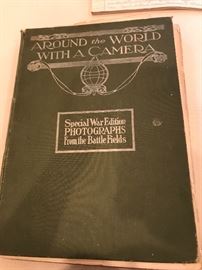 AROUND the WORLD
WITH A CAMERA
Special War Edition
PHOTOGRAPHS
From the Battle Fields